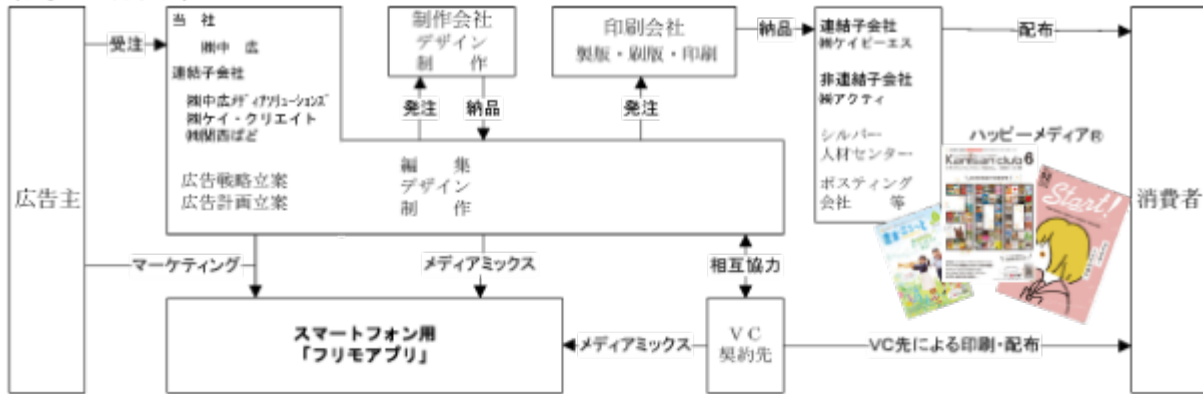 広告主
受注
当 社
㈱中 広
連結子会社
㈱中広メディアソリューションズ
㈱ケイ・クリエイト
㈱関西ぱど
広告戦略立案
広告計画立案
制作会社
デザイン
制 作
発注
納品
編 集
デザイン
制 作
印刷会社
製版・刷版・印刷
発注
納品
連結子会社
㈱ケイピーエス
非連結子会社
㈱アクティ
シルバー
人材センター
ポスティング
会社 等
配布
ハッピーメディア®
Kanisan club 6
Start!
消費者
マーケティング
メディアミックス
相互協力
スマートフォン用
「フリモアプリ」
メディアミックス
VC
契約先
VC先による印刷・配布